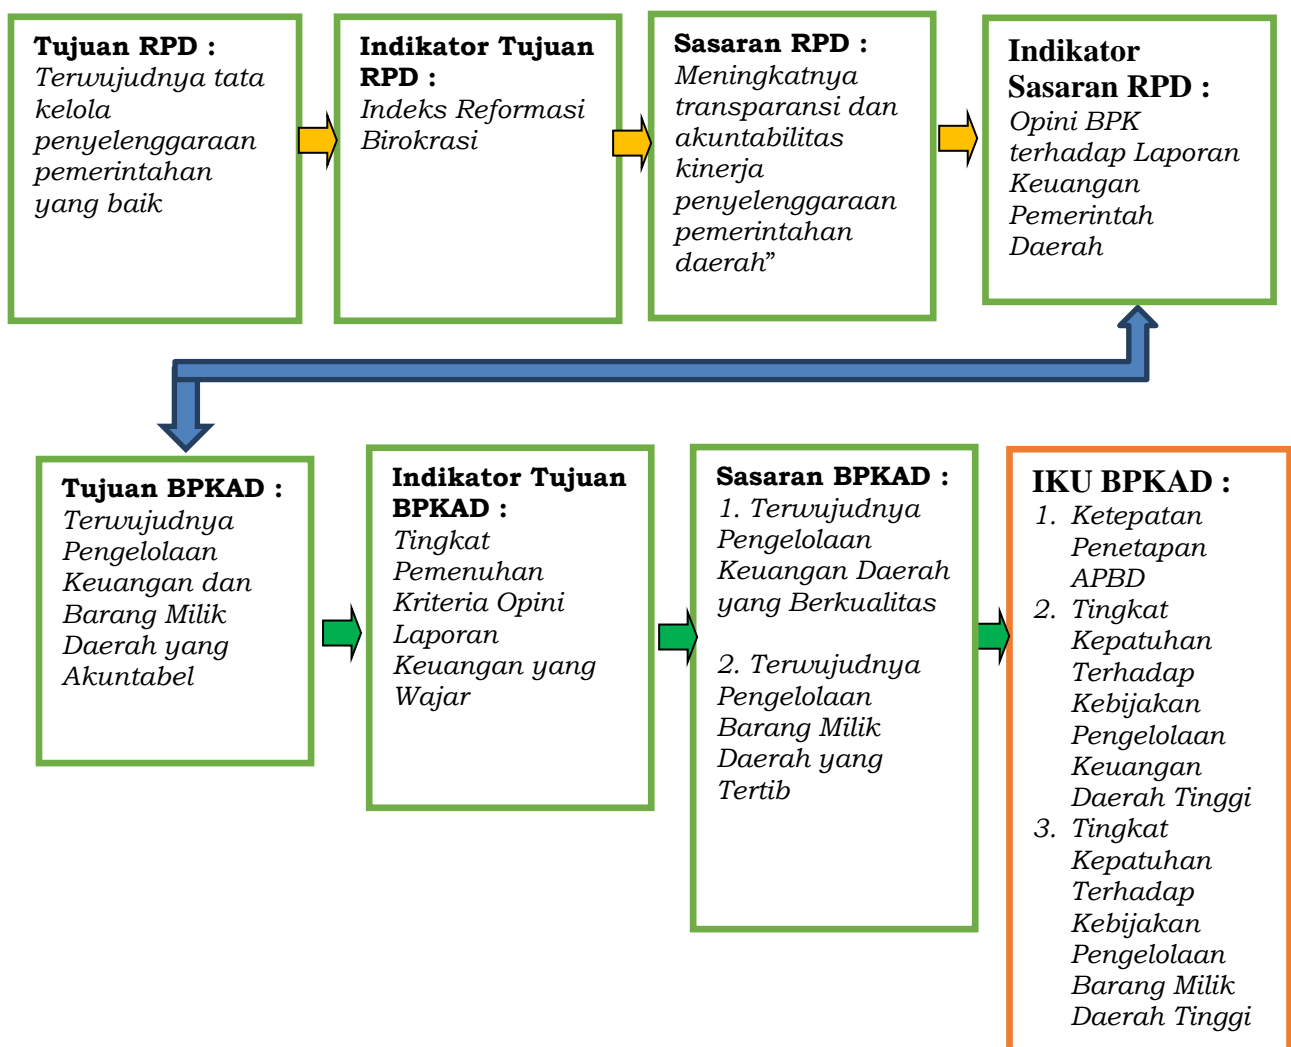 Tujuan RPD :
Terwujudnya tata
kelola
penyelenggaraan
pemerintahan
yang baik
Indikator Tujuan
RPD :
Indeks Reformasi
Birokrasi
Sasaran RPD :
Meningkatnya
transparansi dan
akuntabilitas
kinerja
penyelenggaraan
pemerintahan
daerah”
Indikator
Sasaran RPD :
Opini BPK
terhadap Laporan
Keuangan
Pemerintah
Daerah
Tujuan BPKAD :
Terwujudnya
Pengelolaan
Keuangan dan
Barang Milik
Daerah yang
Akuntabel
Indikator Tujuan
BPKAD :
Tingkat
Pemenuhan
Kriteria Opini
Laporan
Keuangan yang
Wajar
Sasaran BPKAD :
1. Terwujudnya
Pengelolaan
Keuangan Daerah
yang Berkualitas
2. Terwujudnya
Pengelolaan
Barang Milik
Daerah yang
Tertib
IKU BPKAD :
1. Ketepatan
Penetapan
APBD
2. Tingkat
Kepatuhan
Terhadap
Kebijakan
Pengelolaan
Keuangan
Daerah Tinggi
3. Tingkat
Kepatuhan
Terhadap
Kebijakan
Pengelolaan
Barang Milik
Daerah Tinggi